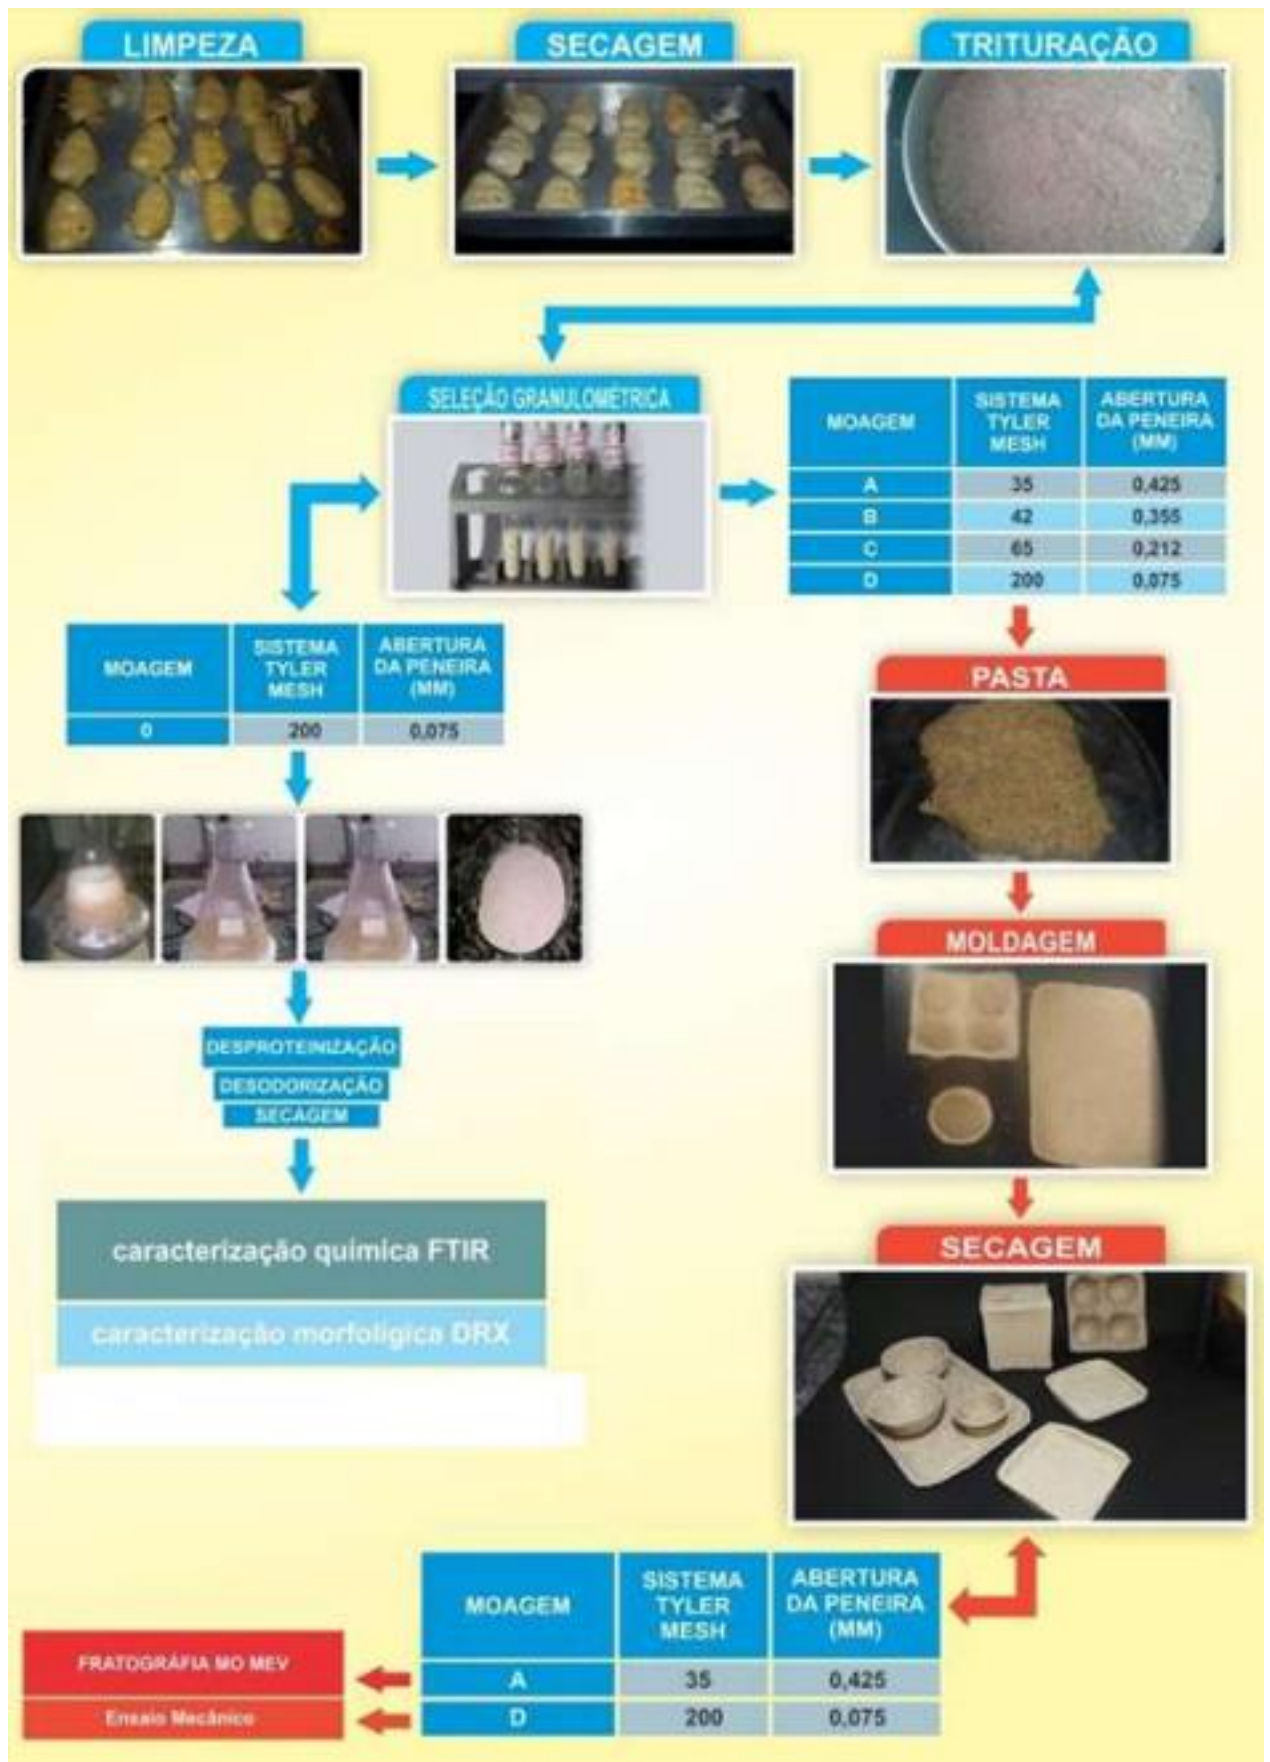 LIMPEZA
SECAGEM
TRITURAÇÃO
SELEÇÃO GRANULOMÉTRICA
MOAGEM
SISTEMA
TYLER
MESH
ABERTURA
DA PENEIRA
(MM)
A 35 0,425
B 42 0,355
C 65 0,212
D 200 0,075
MOAGEM
SISTEMA
TYLER
MESH
ABERTURA
DA PENEIRA
(MM)
0 200 0,075
PASTA
MOLDAGEM
SECAGEM
DESPROTEINIZAÇÃO
DESODORIZAÇÃO
SECAGEM
caracterização química FTIR
caracterização morfolígica DRX
MOAGEM
SISTEMA
TYLER
MESH
ABERTURA
DA PENEIRA
(MM)
A 35 0,425
D 200 0,075
FRATOGRÁFIA MO MEV
Ensaio Mecânico